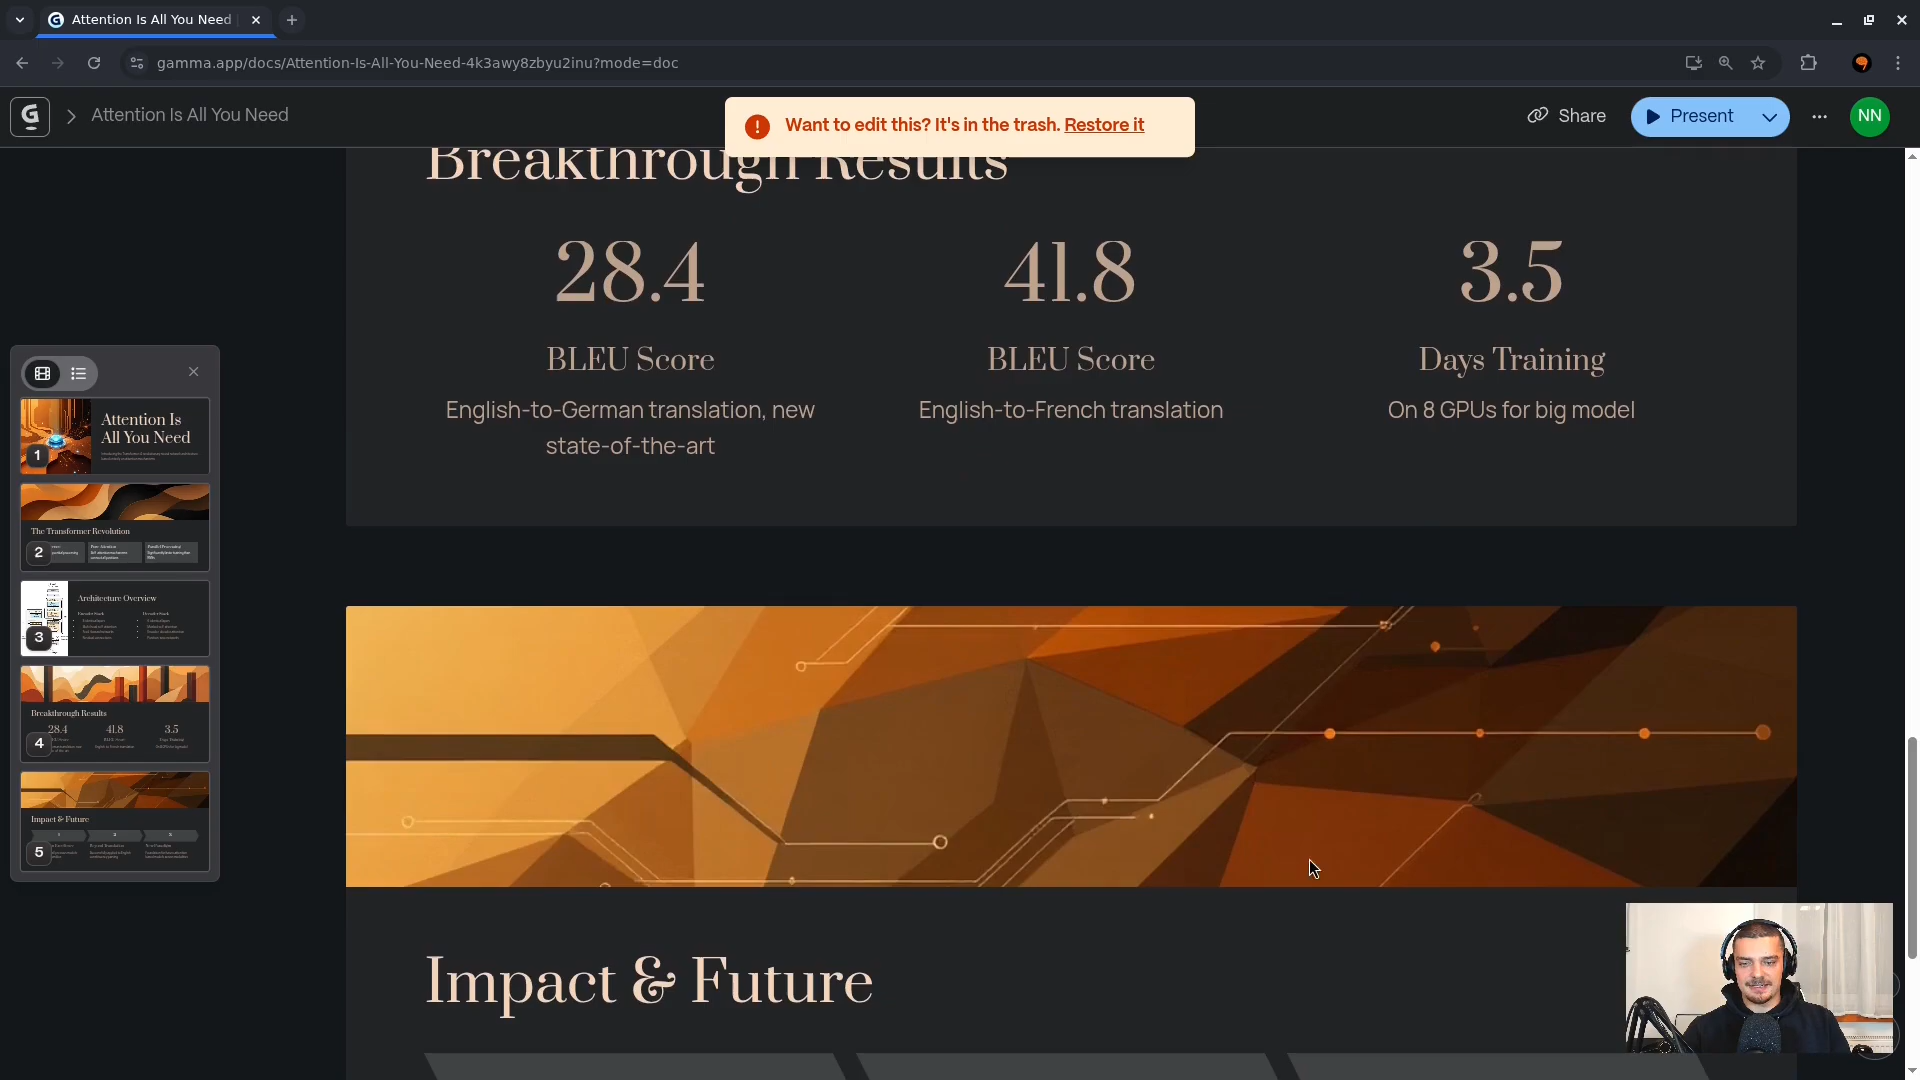 Attention Is All You Need
gamma.app/docs/Attention-Is-All-You-Need-4k3awy8zbyu2inu?mode=doc
Attention Is All You Need
Want to edit this? It's in the trash. Restore it
Share
Present
NN
Breakthrough Results
28.4
41.8
3.5
BLEU Score
BLEU Score
Days Training
English-to-German translation, new
state-of-the-art
English-to-French translation
On 8 GPUs for big model
Attention Is
All You Need
1
The Transformer Revolution
2
Architecture Overview
3
Breakthrough Results
28.4
41.8
3.5
4
Impact & Future
5
Impact & Future